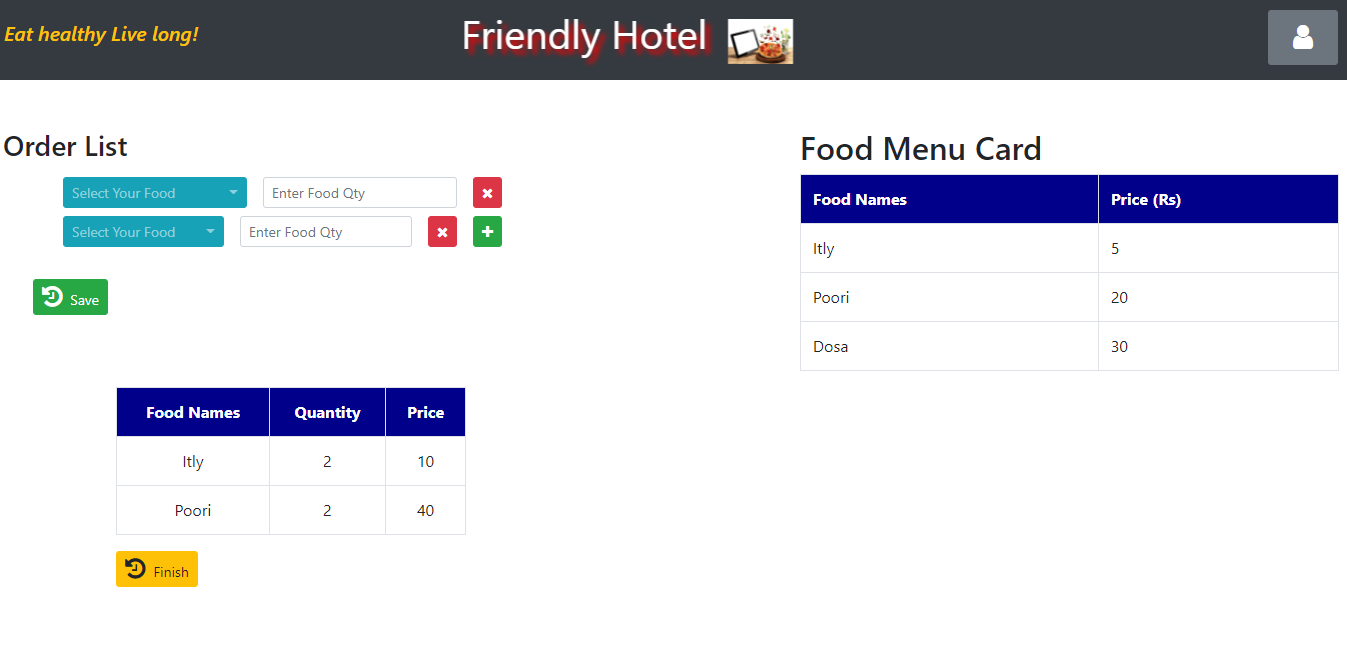 Eat healthy Live long!
Friendly Hotel
Order List
Select Your Food Enter Food Qty
Select Your Food Enter Food Qty
Save
Food Names Quantity Price
Itly 2 10
Poori 2 40
Finish
Food Menu Card
Food Names Price (Rs)
Itly 5
Poori 20
Dosa 30